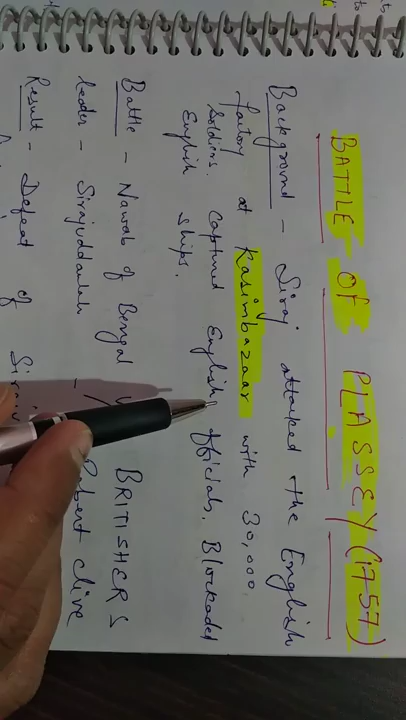 BATTLE OF PLASSEY (1757)
Background - Siraj attacked the English
factory at Kasimbazaar with 30,000
soldiers. Captured English officials. Blockaded
English ships.
Battle - Nawab of Bengal BRITISHERS
leader - Sirajuddaulah - Robert Clive
Result - Defeat of